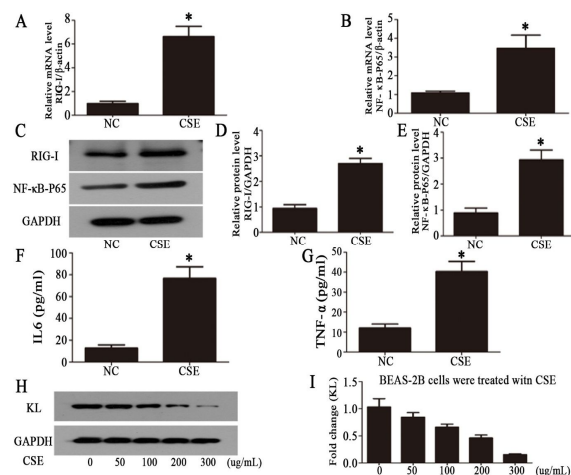 A
Relative mRNA level
RIG-I/β-actin
8
6
4
2
0
*
NC
CSE
B
Relative mRNA level
NF-κB-P65/β-actin
5
4
3
2
1
0
*
NC
CSE
C
RIG-I
NF-κB-P65
GAPDH
NC CSE
D
Relative protein level
RIG-I/GAPDH
4
3
2
1
0
*
NC
CSE
E
Relative protein level
NF-κB-P65/GAPDH
4
3
2
1
0
*
NC
CSE
F
IL6 (pg/ml)
100
80
60
40
20
0
*
NC
CSE
G
TNF-α (pg/ml)
50
40
30
20
10
0
*
NC
CSE
H
KL
GAPDH
CSE 0 50 100 200 300 (ug/mL)
I
BEAS-2B cells were treated witn CSE
Fold change (KL)
1.5
1.0
0.5
0.0
0 50 100 200 300 (ug/mL)